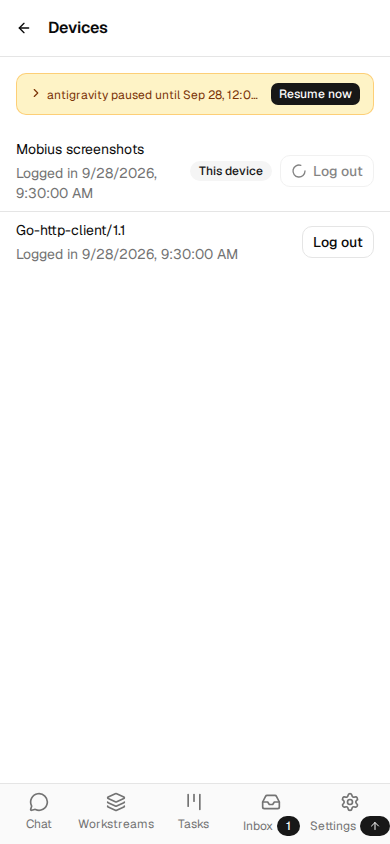 Devices
antigravity paused until Sep 28, 12:0… Resume now
Mobius screenshots
Logged in 9/28/2026,
9:30:00 AM
This device
Log out
Go-http-client/1.1
Logged in 9/28/2026, 9:30:00 AM
Log out
Chat Workstreams Tasks Inbox 1 Settings